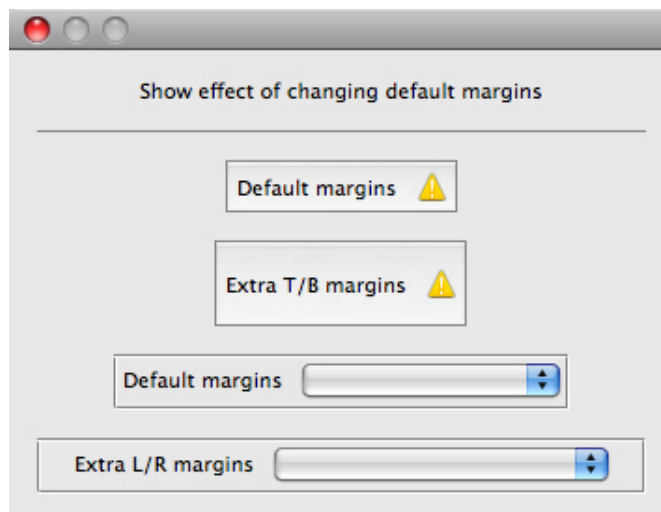 Show effect of changing default margins
Default margins
Extra T/B margins
Default margins
Extra L/R margins